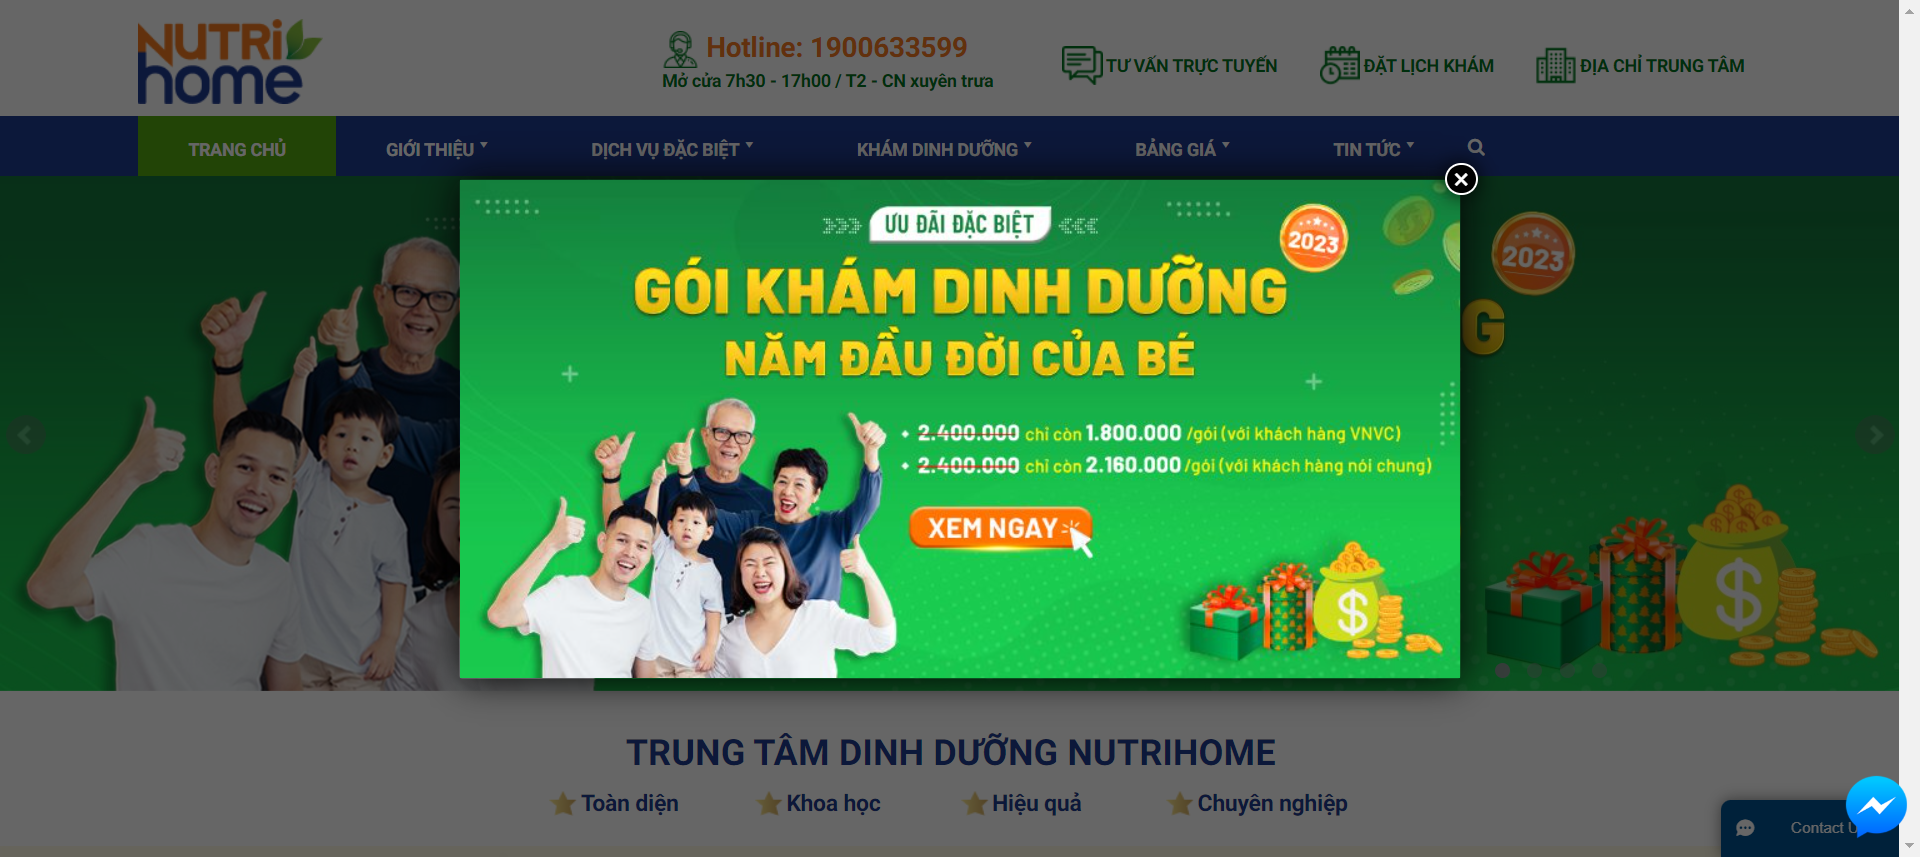 NUTRi
home
Hotline: 1900633599
Mở cửa 7h30 - 17h00 / T2 - CN xuyên trưa
TƯ VẤN TRỰC TUYẾN
ĐẶT LỊCH KHÁM
ĐỊA CHỈ TRUNG TÂM
TRANG CHỦ
GIỚI THIỆU
DỊCH VỤ ĐẶC BIỆT
KHÁM DINH DƯỠNG
BẢNG GIÁ
TIN TỨC
ƯU ĐÃI ĐẶC BIỆT
2023
2023
GÓI KHÁM DINH DƯỠNG
G
NĂM ĐẦU ĐỜI CỦA BÉ
2.400.000 chỉ còn 1.800.000 /gói (với khách hàng VNVC)
2.400.000 chỉ còn 2.160.000 /gói (với khách hàng nói chung)
XEM NGAY
TRUNG TÂM DINH DƯỠNG NUTRIHOME
Toàn diện
Khoa học
Hiệu quả
Chuyên nghiệp
Contact